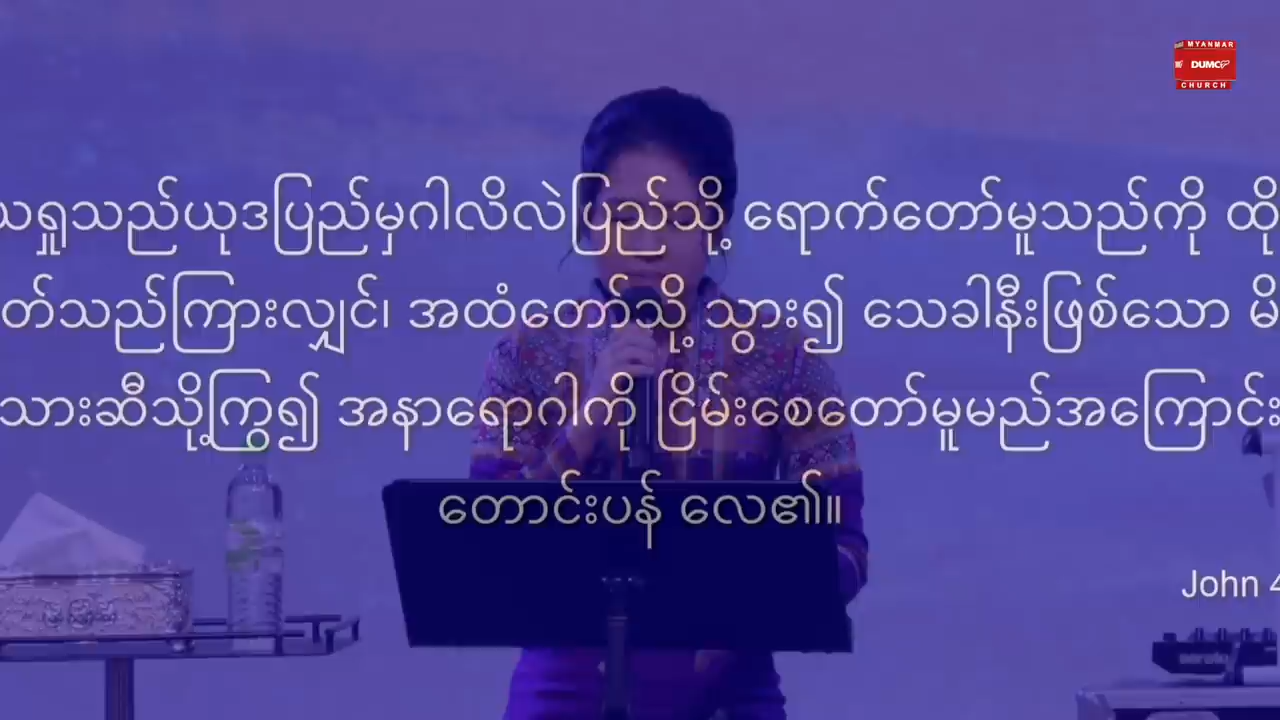 MYANMAR
DUMC
CHURCH
ယရှုသည်ယုဒပြည်မှဂါလိလဲပြည်သို့ ရောက်တော်မူသည်ကို ထို
တ်သည်ကြားလျှင်၊ အထံတော်သို့ သွား၍ သေခါနီးဖြစ်သော မိ
သားဆီသို့ကြွ၍ အနာရောဂါကို ငြိမ်းစေတော်မူမည်အကြောင်း
တောင်းပန် လေ၏။
John 4